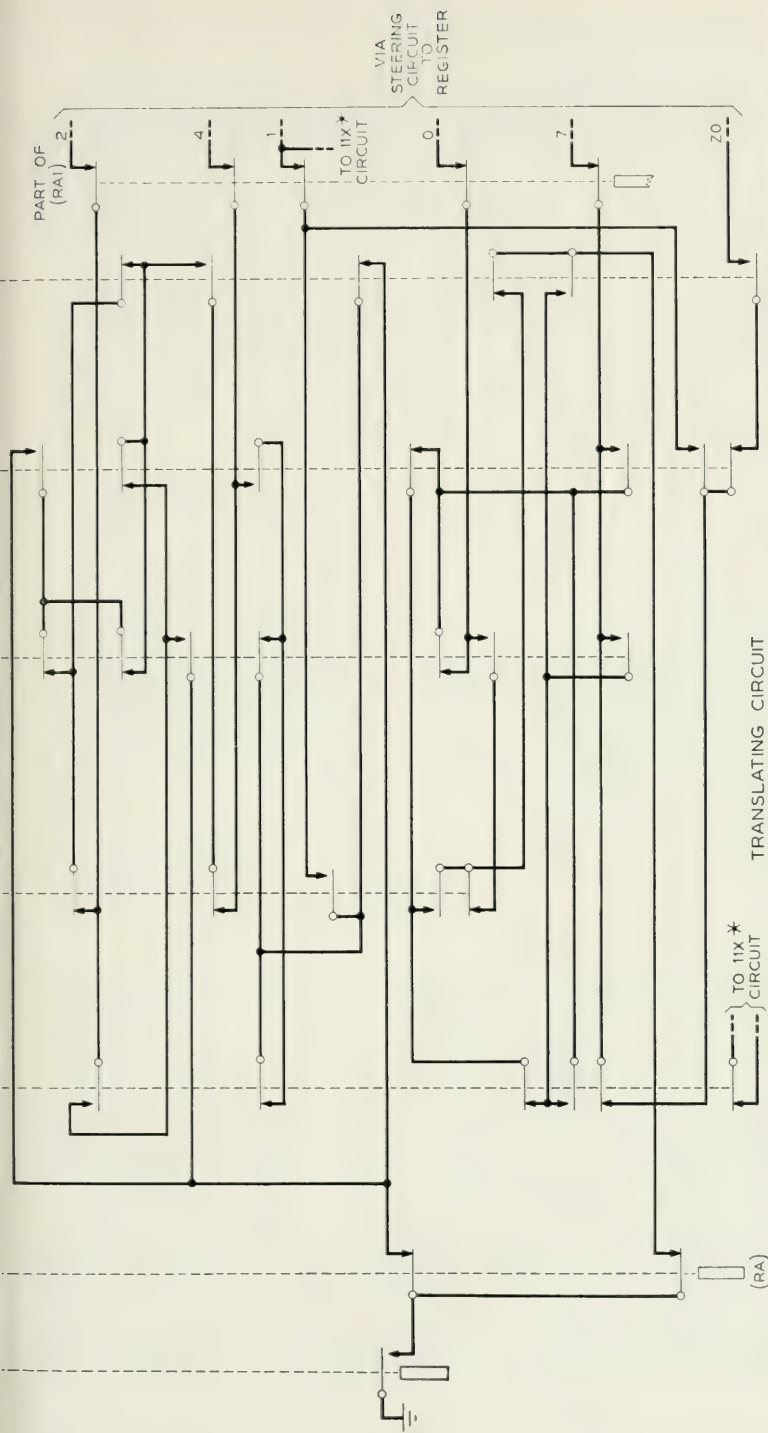 VIA
STEERING
CIRCUIT
TO
REGISTER
PART OF
(RA1)
2
4
1
TO 11X*
CIRCUIT
0
7
Z0
TO 11X*
CIRCUIT
TRANSLATING CIRCUIT
(RA)